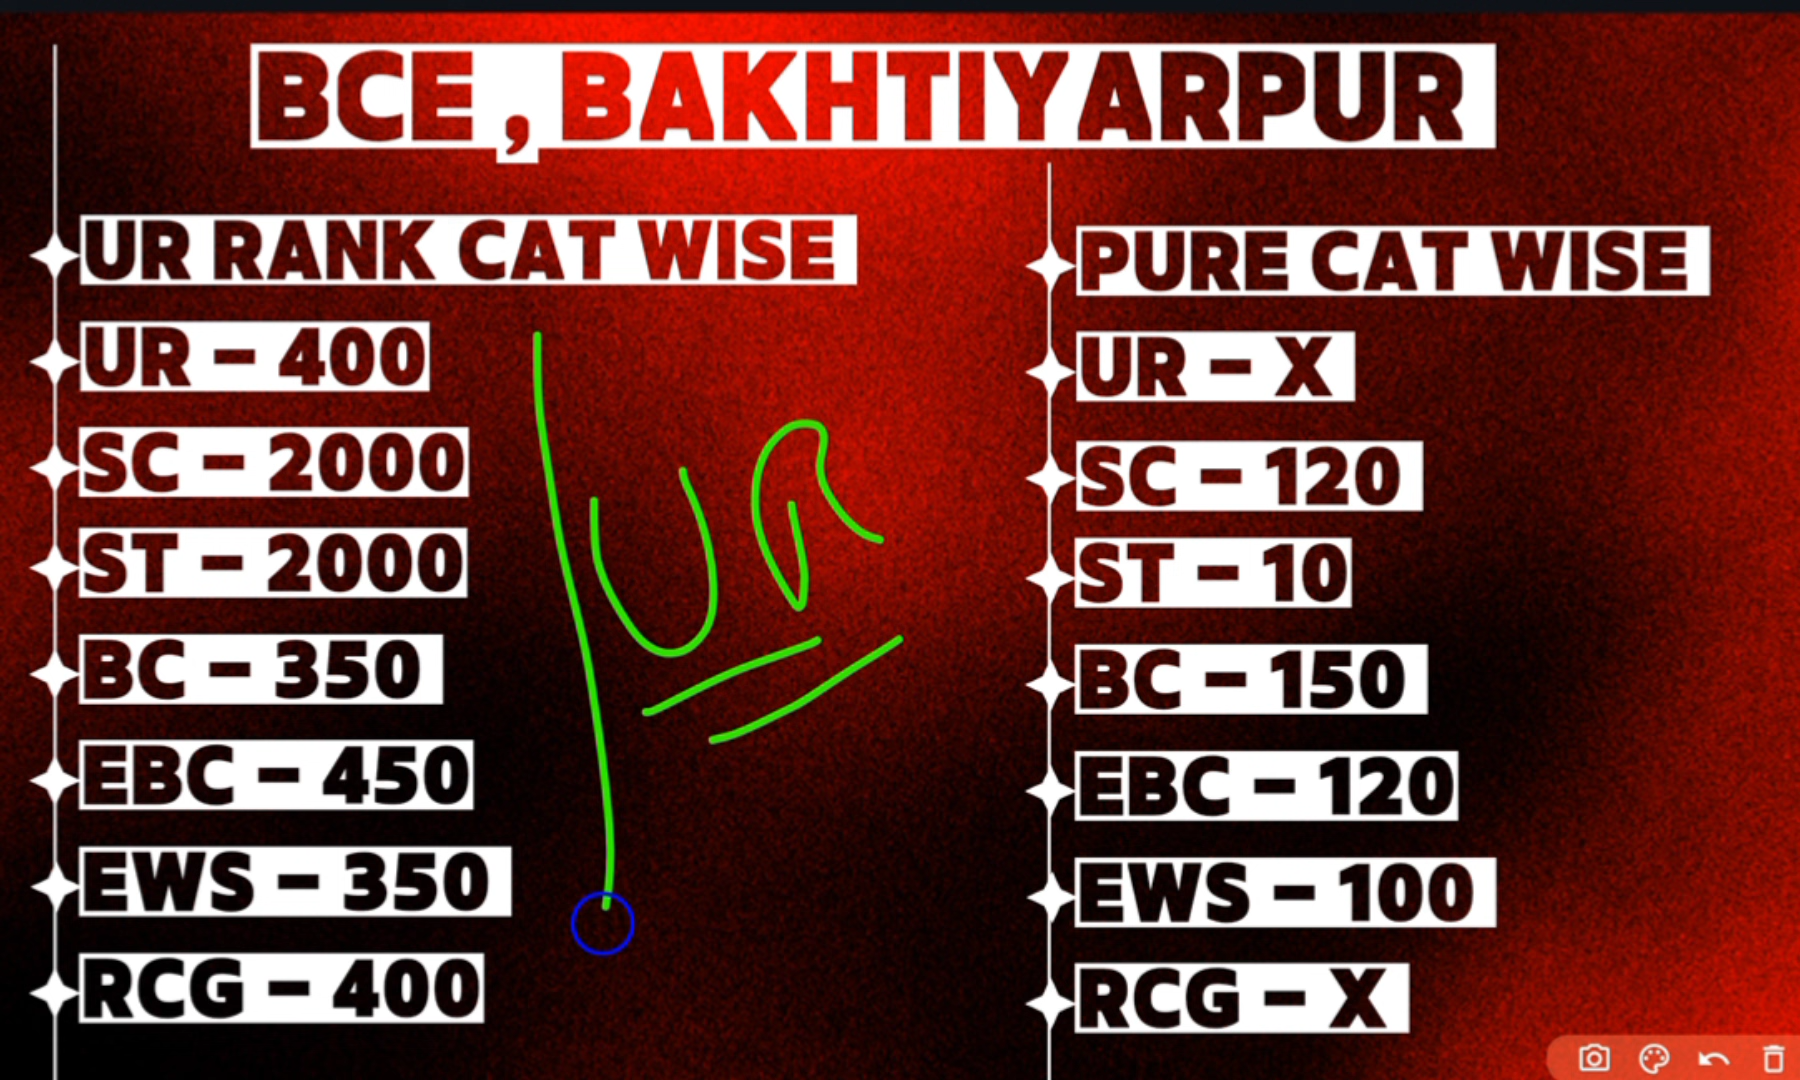 BCE , BAKHTIYARPUR
UR RANK CAT WISE
UR - 400
SC - 2000
ST - 2000
BC - 350
EBC - 450
EWS - 350
RCG - 400
UR
PURE CAT WISE
UR - X
SC - 120
ST - 10
BC - 150
EBC - 120
EWS - 100
RCG - X